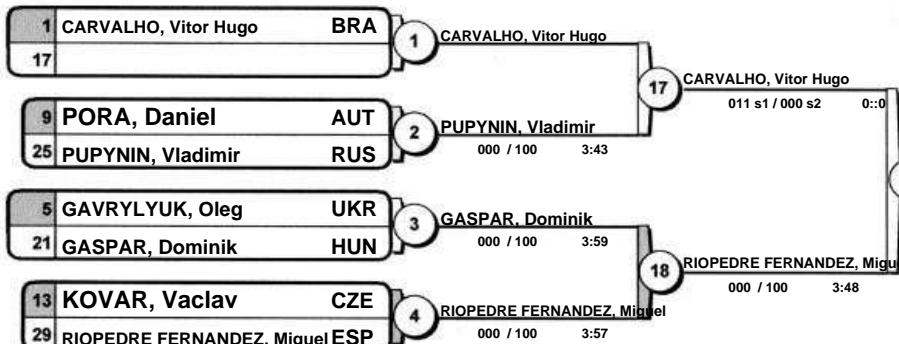 1 CARVALHO, Vitor Hugo BRA
17
1
CARVALHO, Vitor Hugo
9 PORA, Daniel AUT
25 PUPYNIN, Vladimir RUS
2
PUPYNIN, Vladimir
000 / 100 3:43
17
CARVALHO, Vitor Hugo
011 s1 / 000 s2 0::0
5 GAVRYLYUK, Oleg UKR
21 GASPAR, Dominik HUN
3
GASPAR, Dominik
000 / 100 3:59
13 KOVAR, Vaclav CZE
29 RIOPEDRE FERNANDEZ, Miguel ESP
4
RIOPEDRE FERNANDEZ, Miguel
000 / 100 3:57
18
RIOPEDRE FERNANDEZ, Migu
000 / 100 3:48